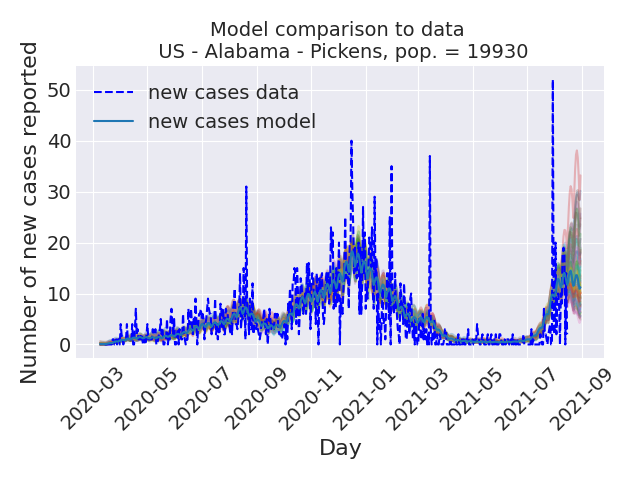 Model comparison to data
US - Alabama - Pickens, pop. = 19930
Number of new cases reported
50
40
30
20
10
0
new cases data
new cases model
2020-03
2020-05
2020-07
2020-09
2020-11
2021-01
2021-03
2021-05
2021-07
2021-09
Day